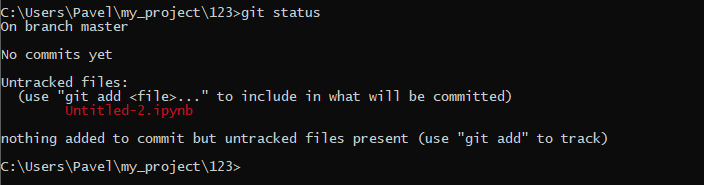 C:\Users\Pavel\my_project\123>git status
On branch master
No commits yet
Untracked files:
(use "git add <file>..." to include in what will be committed)
Untitled-2.ipynb
nothing added to commit but untracked files present (use "git add" to track)
C:\Users\Pavel\my_project\123>